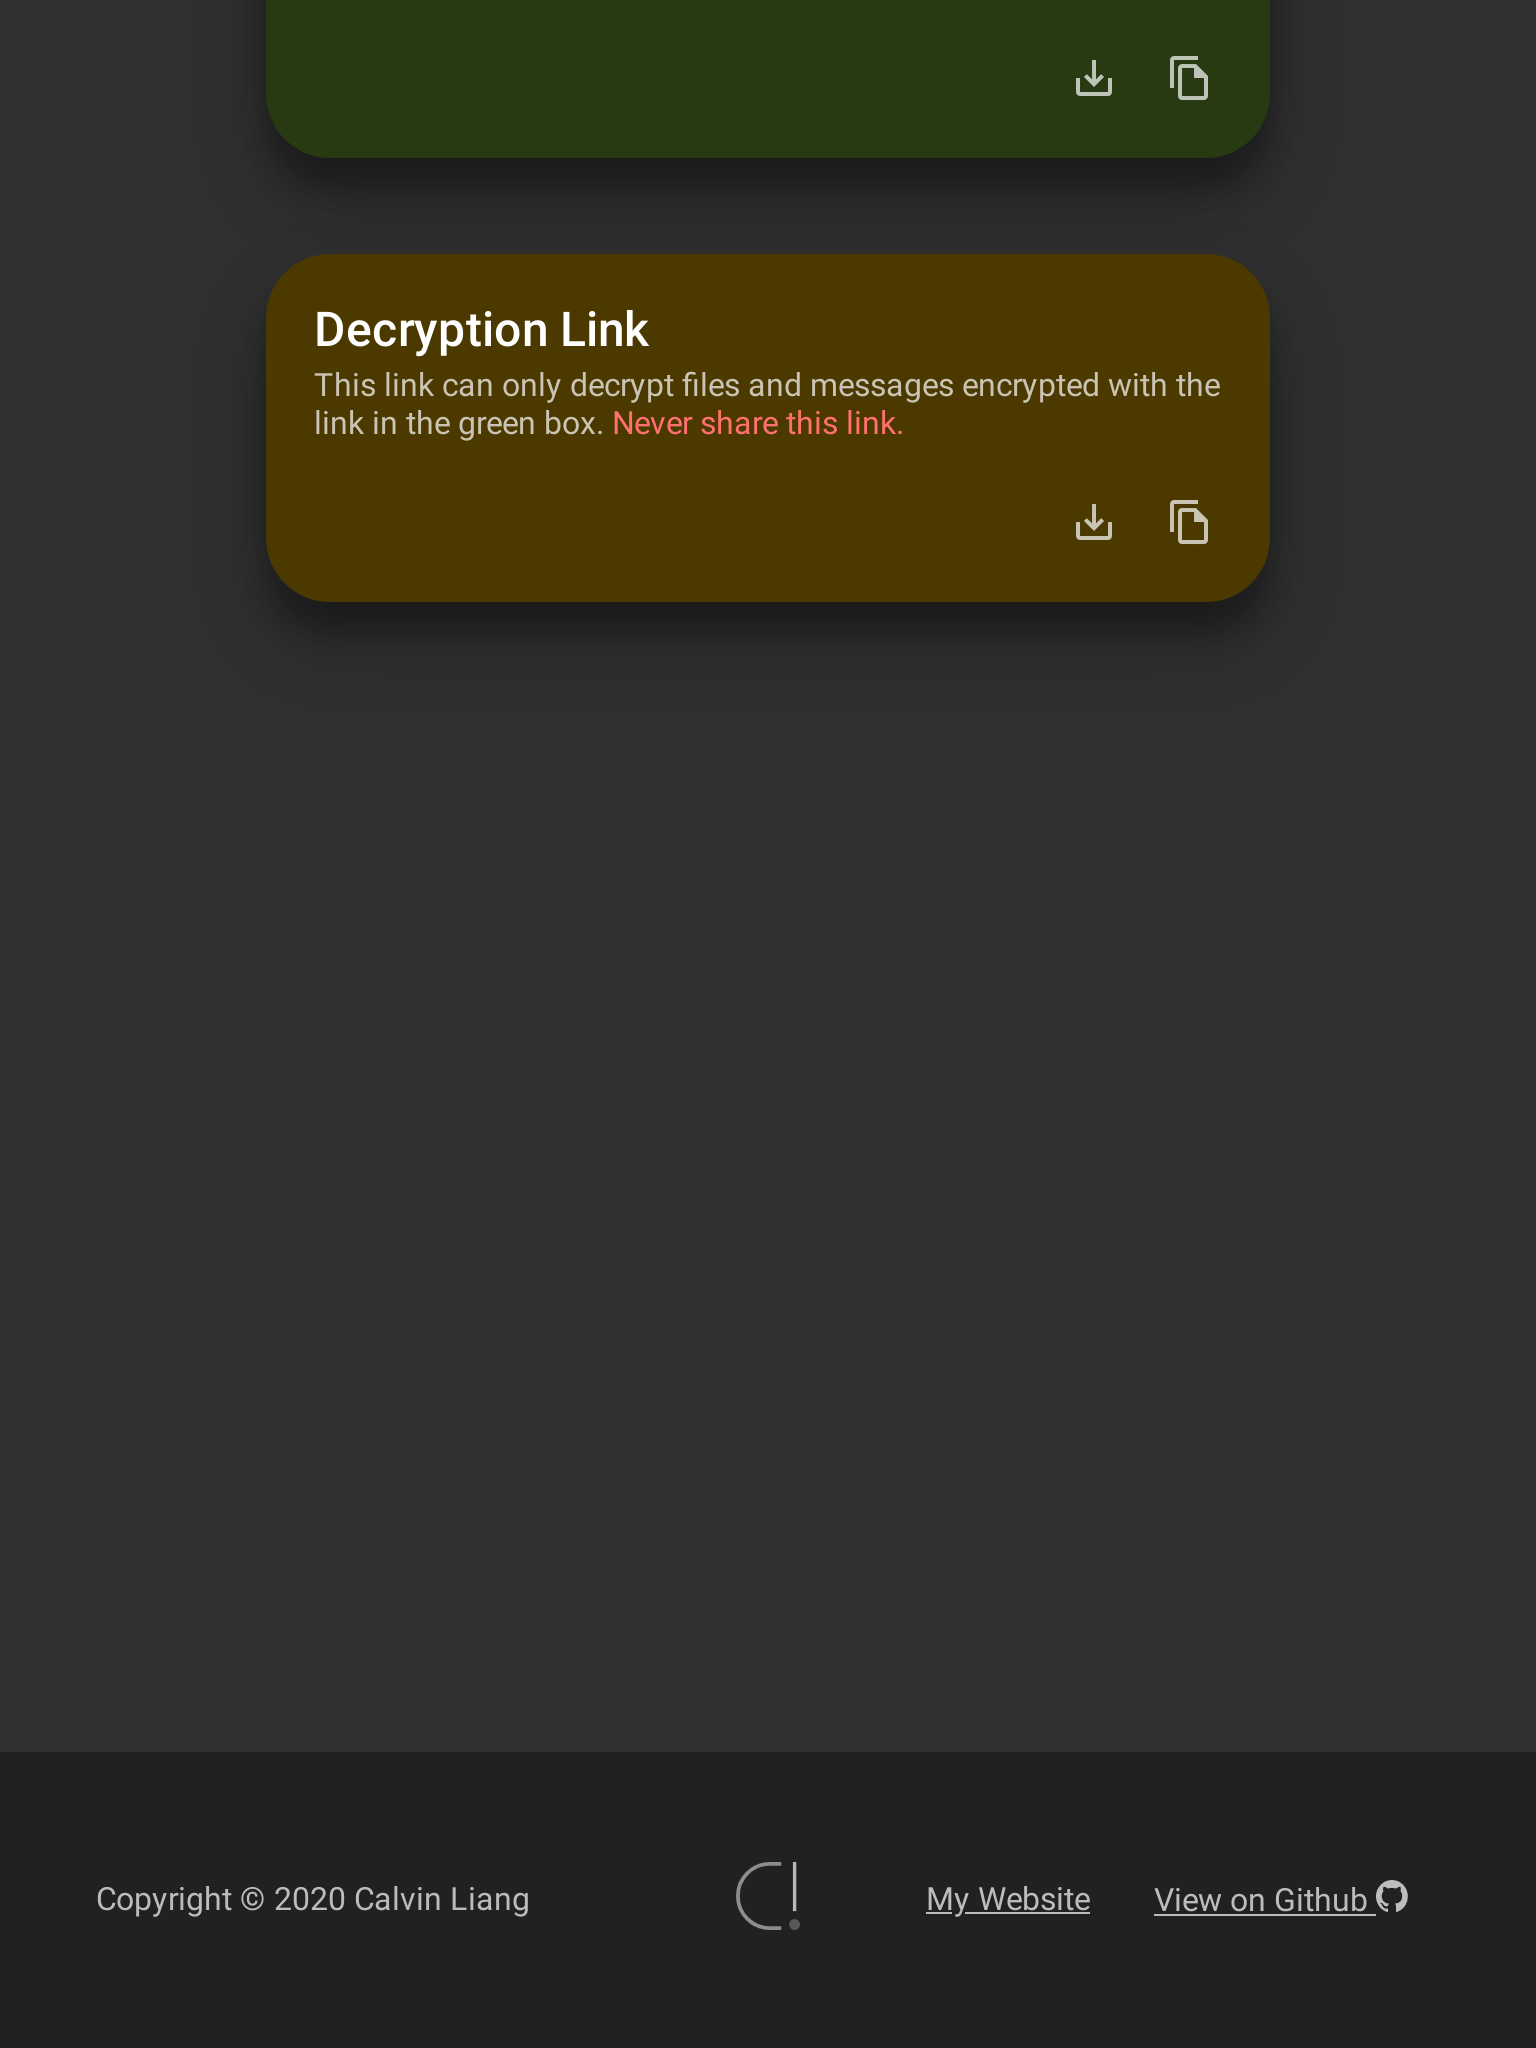 Decryption Link
This link can only decrypt files and messages encrypted with the
link in the green box. Never share this link.
Copyright © 2020 Calvin Liang
My Website
View on Github